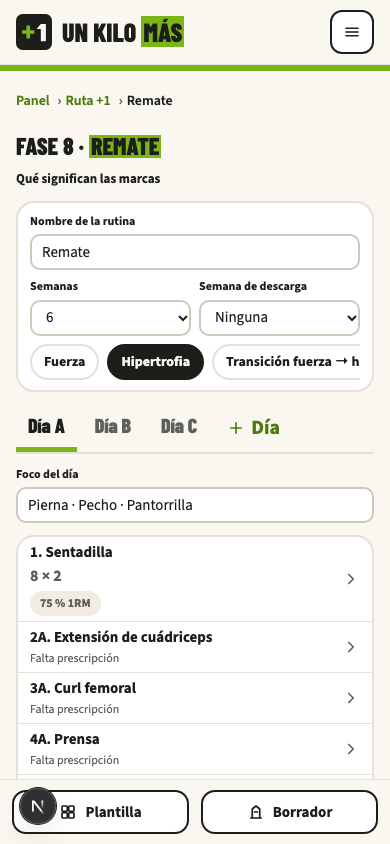 +1 UN KILO MÁS
Panel › Ruta +1 › Remate
FASE 8 · REMATE
Qué significan las marcas
Nombre de la rutina
Remate
Semanas Semana de descarga
6 Ninguna
Fuerza Hipertrofia Transición fuerza → h
Día A Día B Día C + Día
Foco del día
Pierna · Pecho · Pantorrilla
1. Sentadilla
8 × 2
75 % 1RM
2A. Extensión de cuádriceps
Falta prescripción
3A. Curl femoral
Falta prescripción
4A. Prensa
Falta prescripción
N Plantilla Borrador